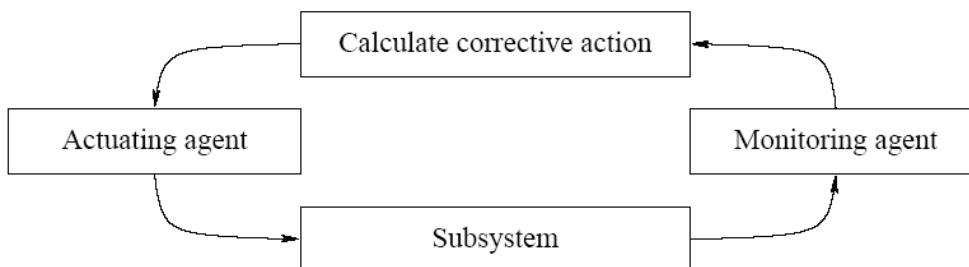 Calculate corrective action
Actuating agent
Monitoring agent
Subsystem